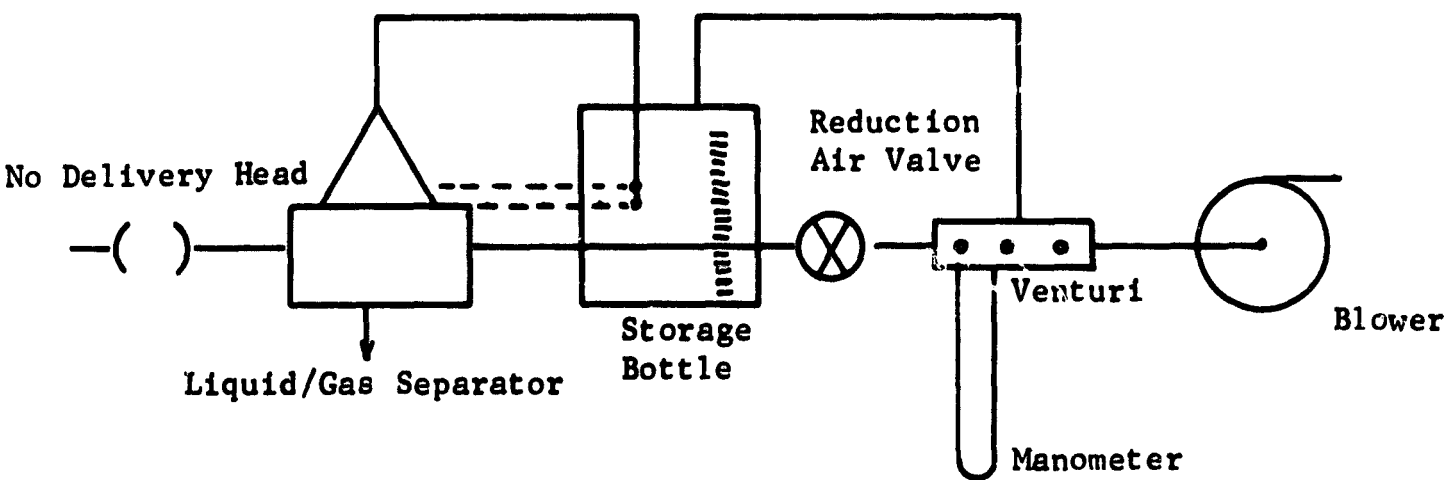 No Delivery Head
Reduction
Air Valve
Storage
Bottle
Venturi
Blower
Liquid/Gas Separator
Manometer